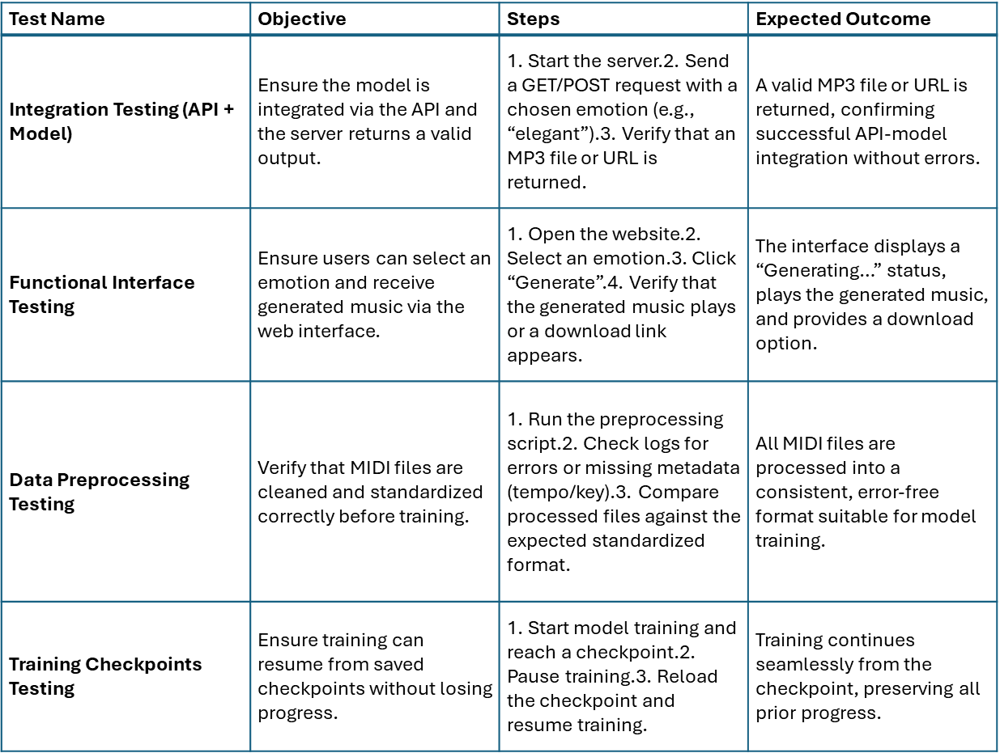 Test Name
Objective
Steps
Expected Outcome
Integration Testing (API +
Model)
Ensure the model is
integrated via the API and
the server returns a valid
output.
1. Start the server.2. Send
a GET/POST request with a
chosen emotion (e.g.,
“elegant”).3. Verify that an
MP3 file or URL is
returned.
A valid MP3 file or URL is
returned, confirming
successful API-model
integration without errors.
Functional Interface
Testing
Ensure users can select an
emotion and receive
generated music via the
web interface.
1. Open the website.2.
Select an emotion.3. Click
“Generate”.4. Verify that
the generated music plays
or a download link
appears.
The interface displays a
“Generating...” status,
plays the generated music,
and provides a download
option.
Data Preprocessing
Testing
Verify that MIDI files are
cleaned and standardized
correctly before training.
1. Run the preprocessing
script.2. Check logs for
errors or missing metadata
(tempo/key).3. Compare
processed files against the
expected standardized
format.
All MIDI files are
processed into a
consistent, error-free
format suitable for model
training.
Training Checkpoints
Testing
Ensure training can
resume from saved
checkpoints without losing
progress.
1. Start model training and
reach a checkpoint.2.
Pause training.3. Reload
the checkpoint and
resume training.
Training continues
seamlessly from the
checkpoint, preserving all
prior progress.